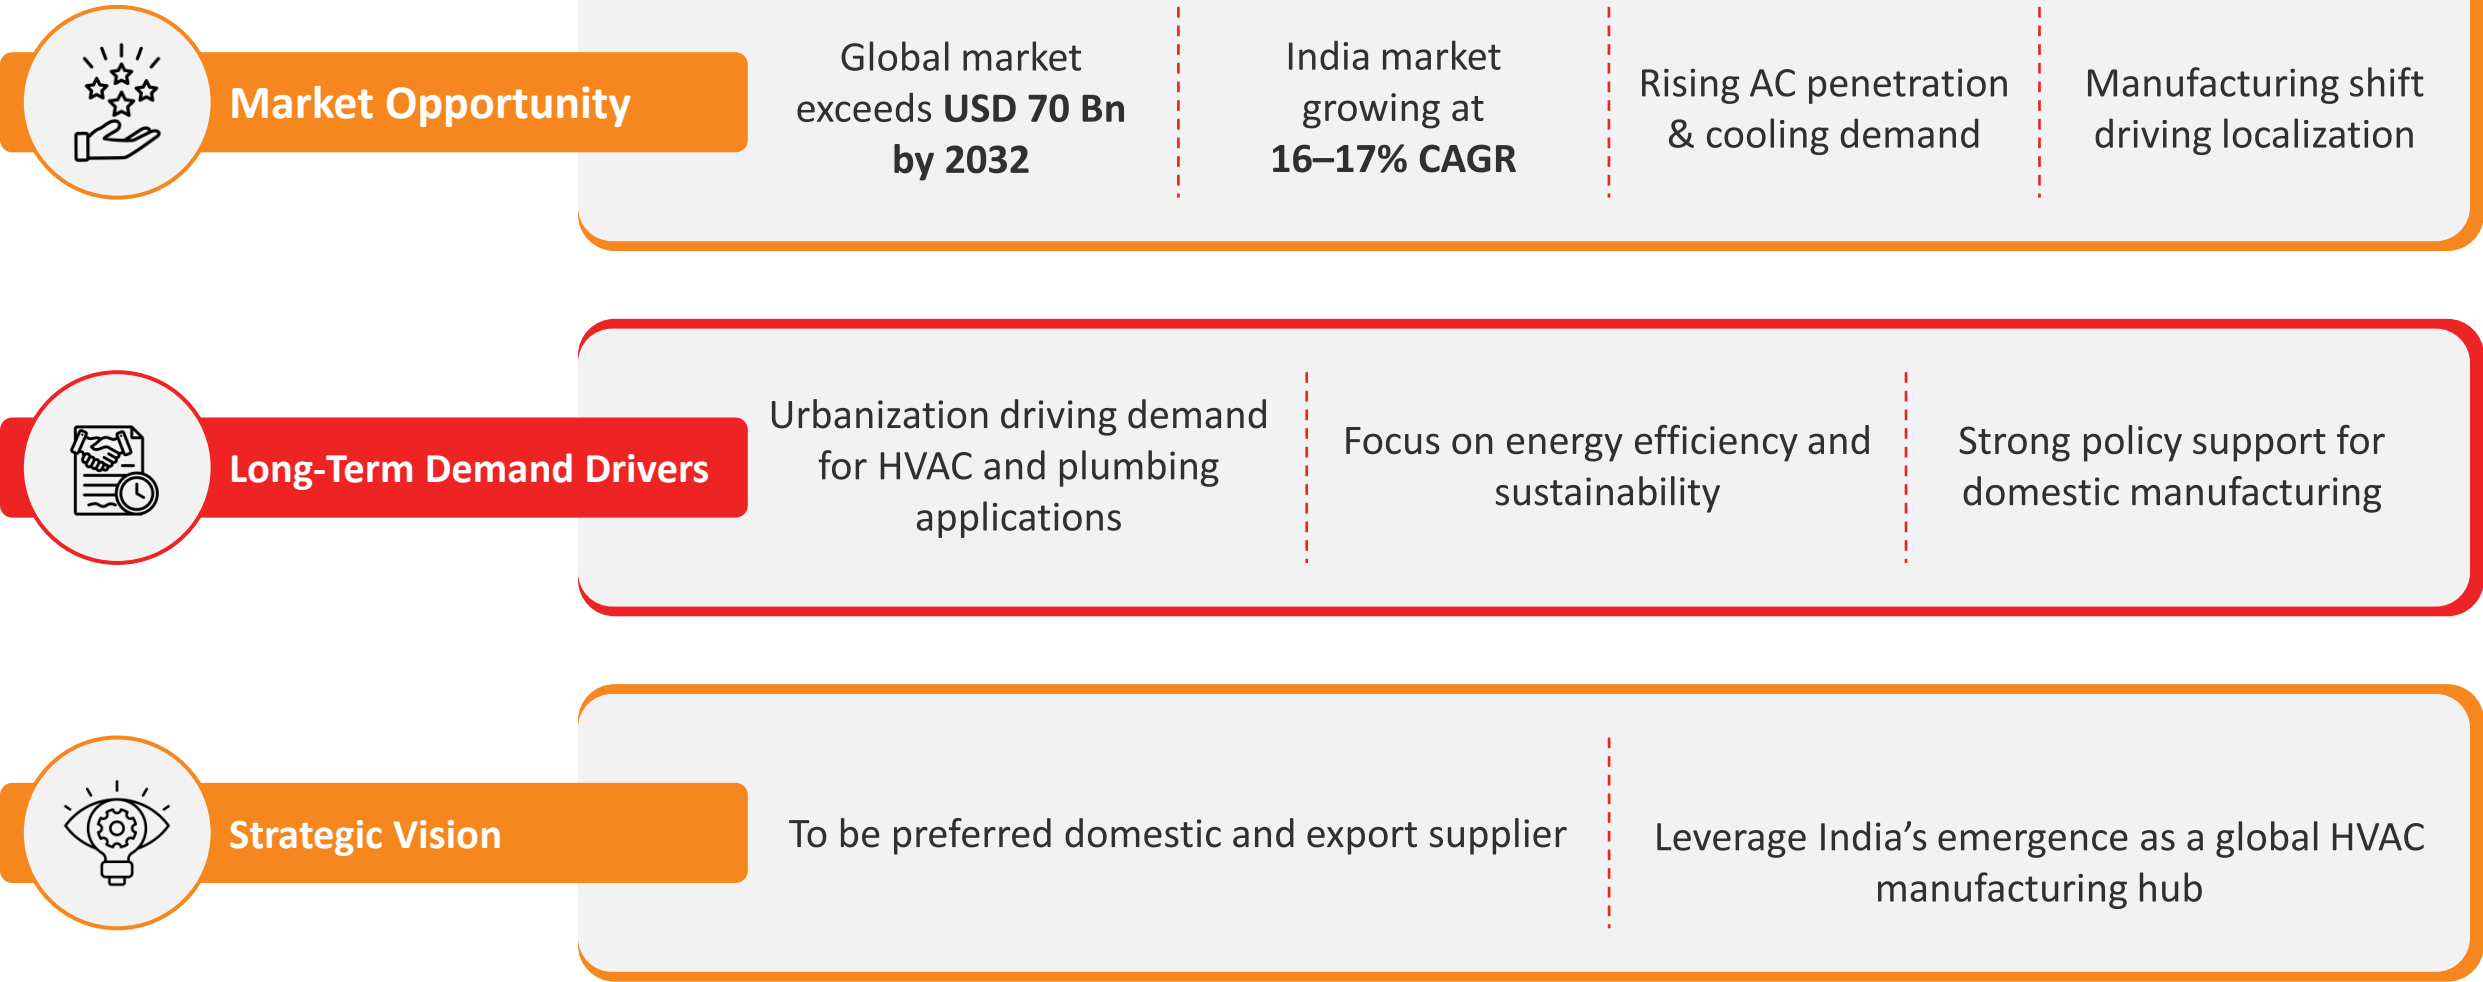 Market Opportunity
Global market
exceeds USD 70 Bn
by 2032
India market
growing at
16–17% CAGR
Rising AC penetration
& cooling demand
Manufacturing shift
driving localization
Long-Term Demand Drivers
Urbanization driving demand
for HVAC and plumbing
applications
Focus on energy efficiency and
sustainability
Strong policy support for
domestic manufacturing
Strategic Vision
To be preferred domestic and export supplier
Leverage India’s emergence as a global HVAC
manufacturing hub